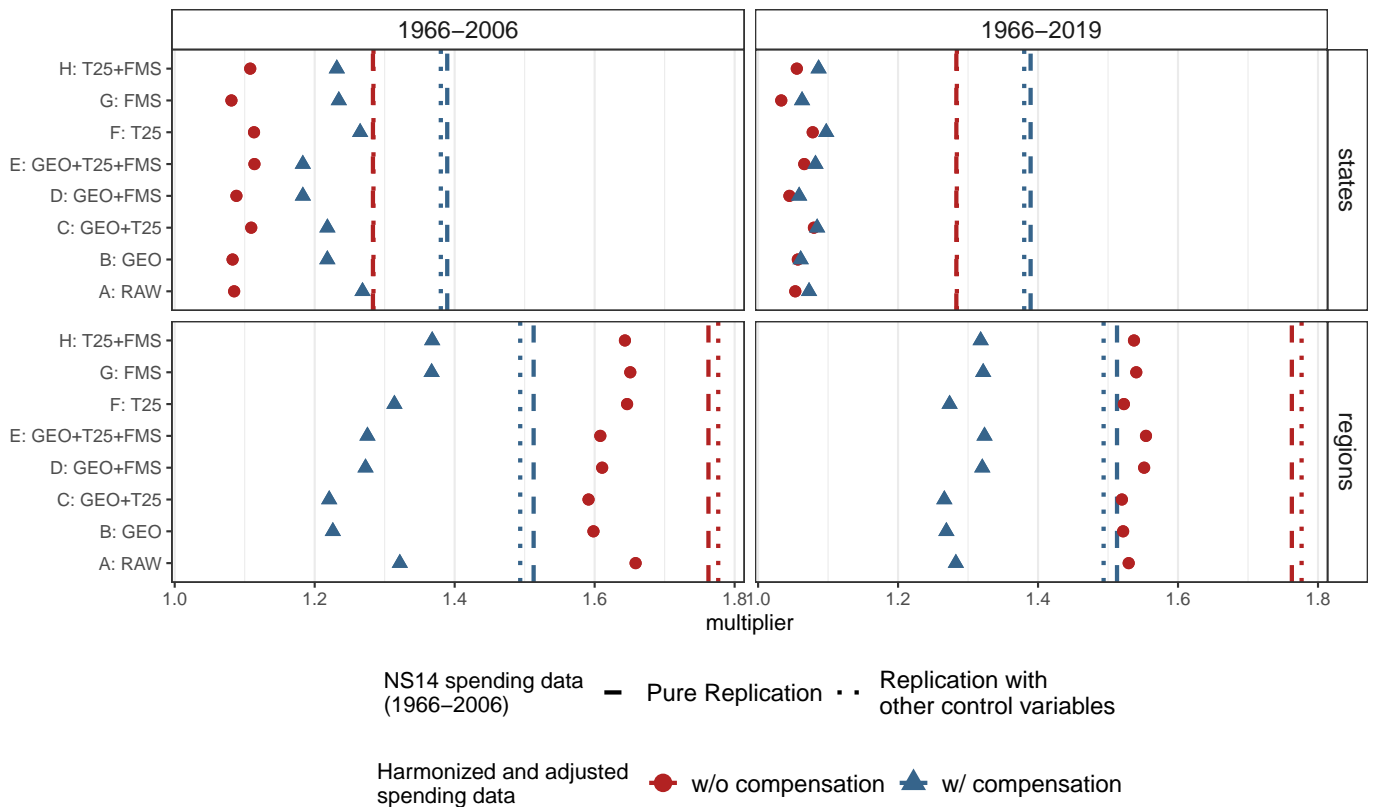 1966−2006
1966−2019
H: T25+FMS
G: FMS
F: T25
E: GEO+T25+FMS
D: GEO+FMS
C: GEO+T25
B: GEO
A: RAW
states
H: T25+FMS
G: FMS
F: T25
E: GEO+T25+FMS
D: GEO+FMS
C: GEO+T25
B: GEO
A: RAW
regions
1.0 1.2 1.4 1.6 1.8 1.0 1.2 1.4 1.6 1.8
multiplier
NS14 spending data
(1966−2006)
Pure Replication
Replication with
other control variables
Harmonized and adjusted
spending data
w/o compensation
w/ compensation